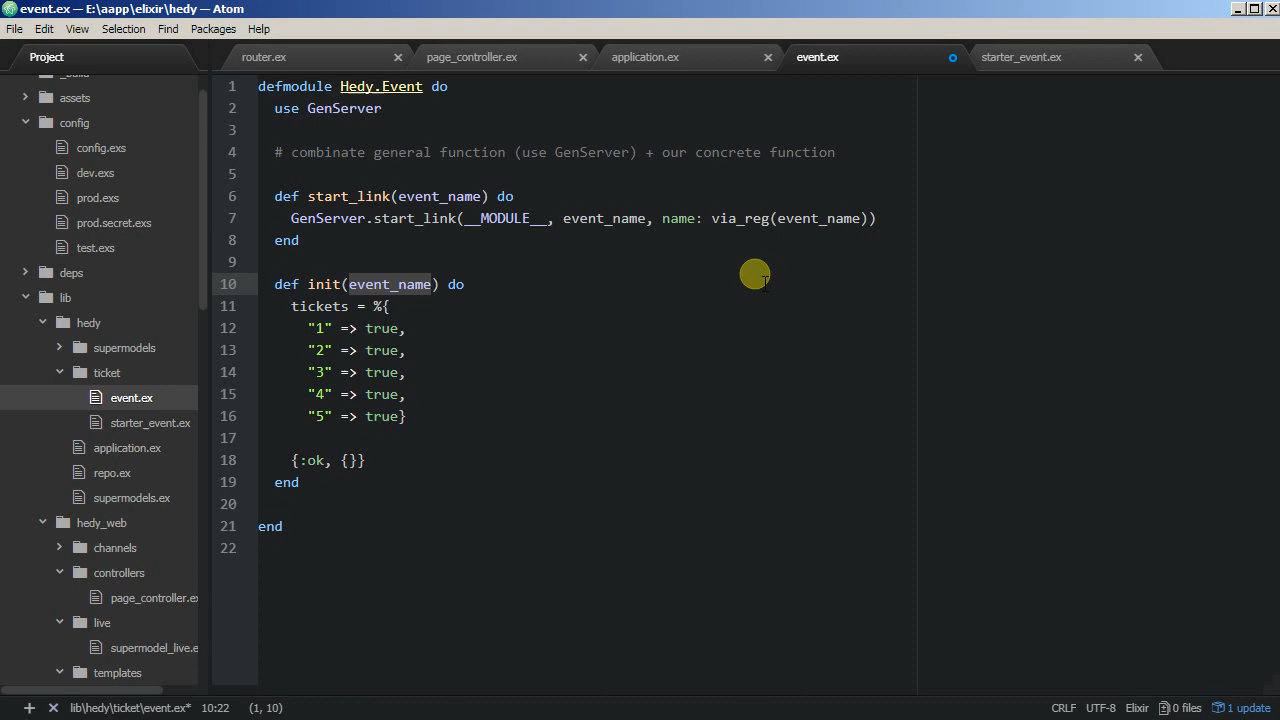 event.ex — E:\aapp\elixir\hedy — Atom
File Edit View Selection Find Packages Help
Project
router.ex
page_controller.ex
application.ex
event.ex
starter_event.ex
_build
assets
config
config.exs
dev.exs
prod.exs
prod.secret.exs
test.exs
deps
lib
hedy
supermodels
ticket
event.ex
starter_event.ex
application.ex
repo.ex
supermodels.ex
hedy_web
channels
controllers
page_controller.ex
live
supermodel_live.e
templates
1 defmodule Hedy.Event do
2 use GenServer
3
4 # combinate general function (use GenServer) + our concrete function
5
6 def start_link(event_name) do
7 GenServer.start_link(__MODULE__, event_name, name: via_reg(event_name))
8 end
9
10 def init(event_name) do
11 tickets = %{
12 "1" => true,
13 "2" => true,
14 "3" => true,
15 "4" => true,
16 "5" => true}
17
18 {:ok, {}}
19 end
20
21 end
22
lib\hedy\ticket\event.ex* 10:22 (1, 10) CRLF UTF-8 Elixir 0 files 1 update